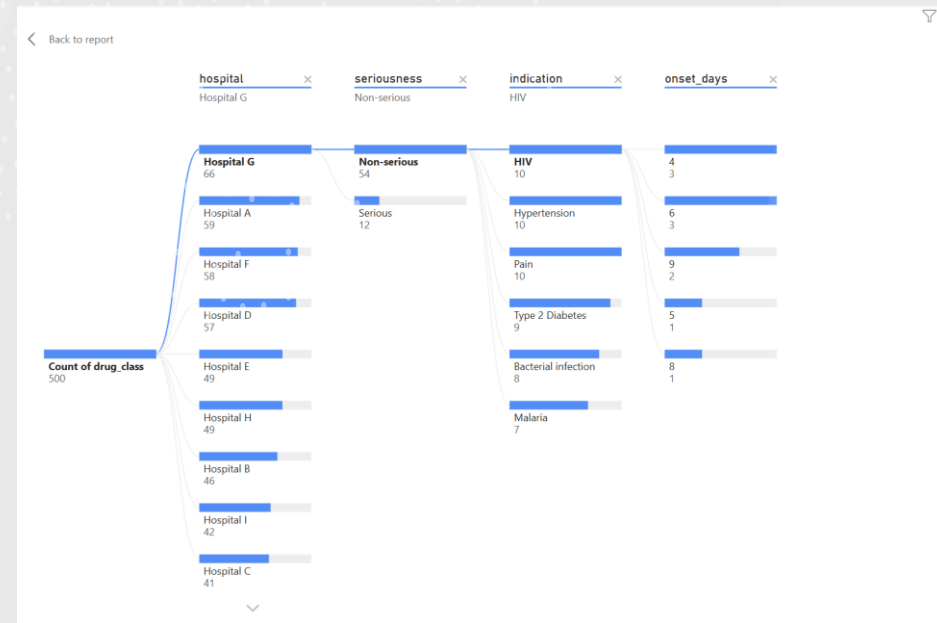 Back to report
hospital
Hospital G
seriousness
Non-serious
indication
HIV
onset_days
Count of drug_class
500
Hospital G
66
Hospital A
59
Hospital F
58
Hospital D
57
Hospital E
49
Hospital H
49
Hospital B
46
Hospital I
42
Hospital C
41
Non-serious
54
Serious
12
HIV
10
Hypertension
10
Pain
10
Type 2 Diabetes
9
Bacterial infection
8
Malaria
7
4
3
6
3
9
2
5
1
8
1